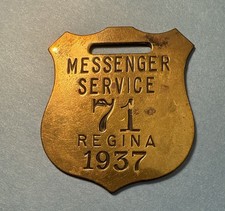 MESSENGER
SERVICE
71
REGINA
1937